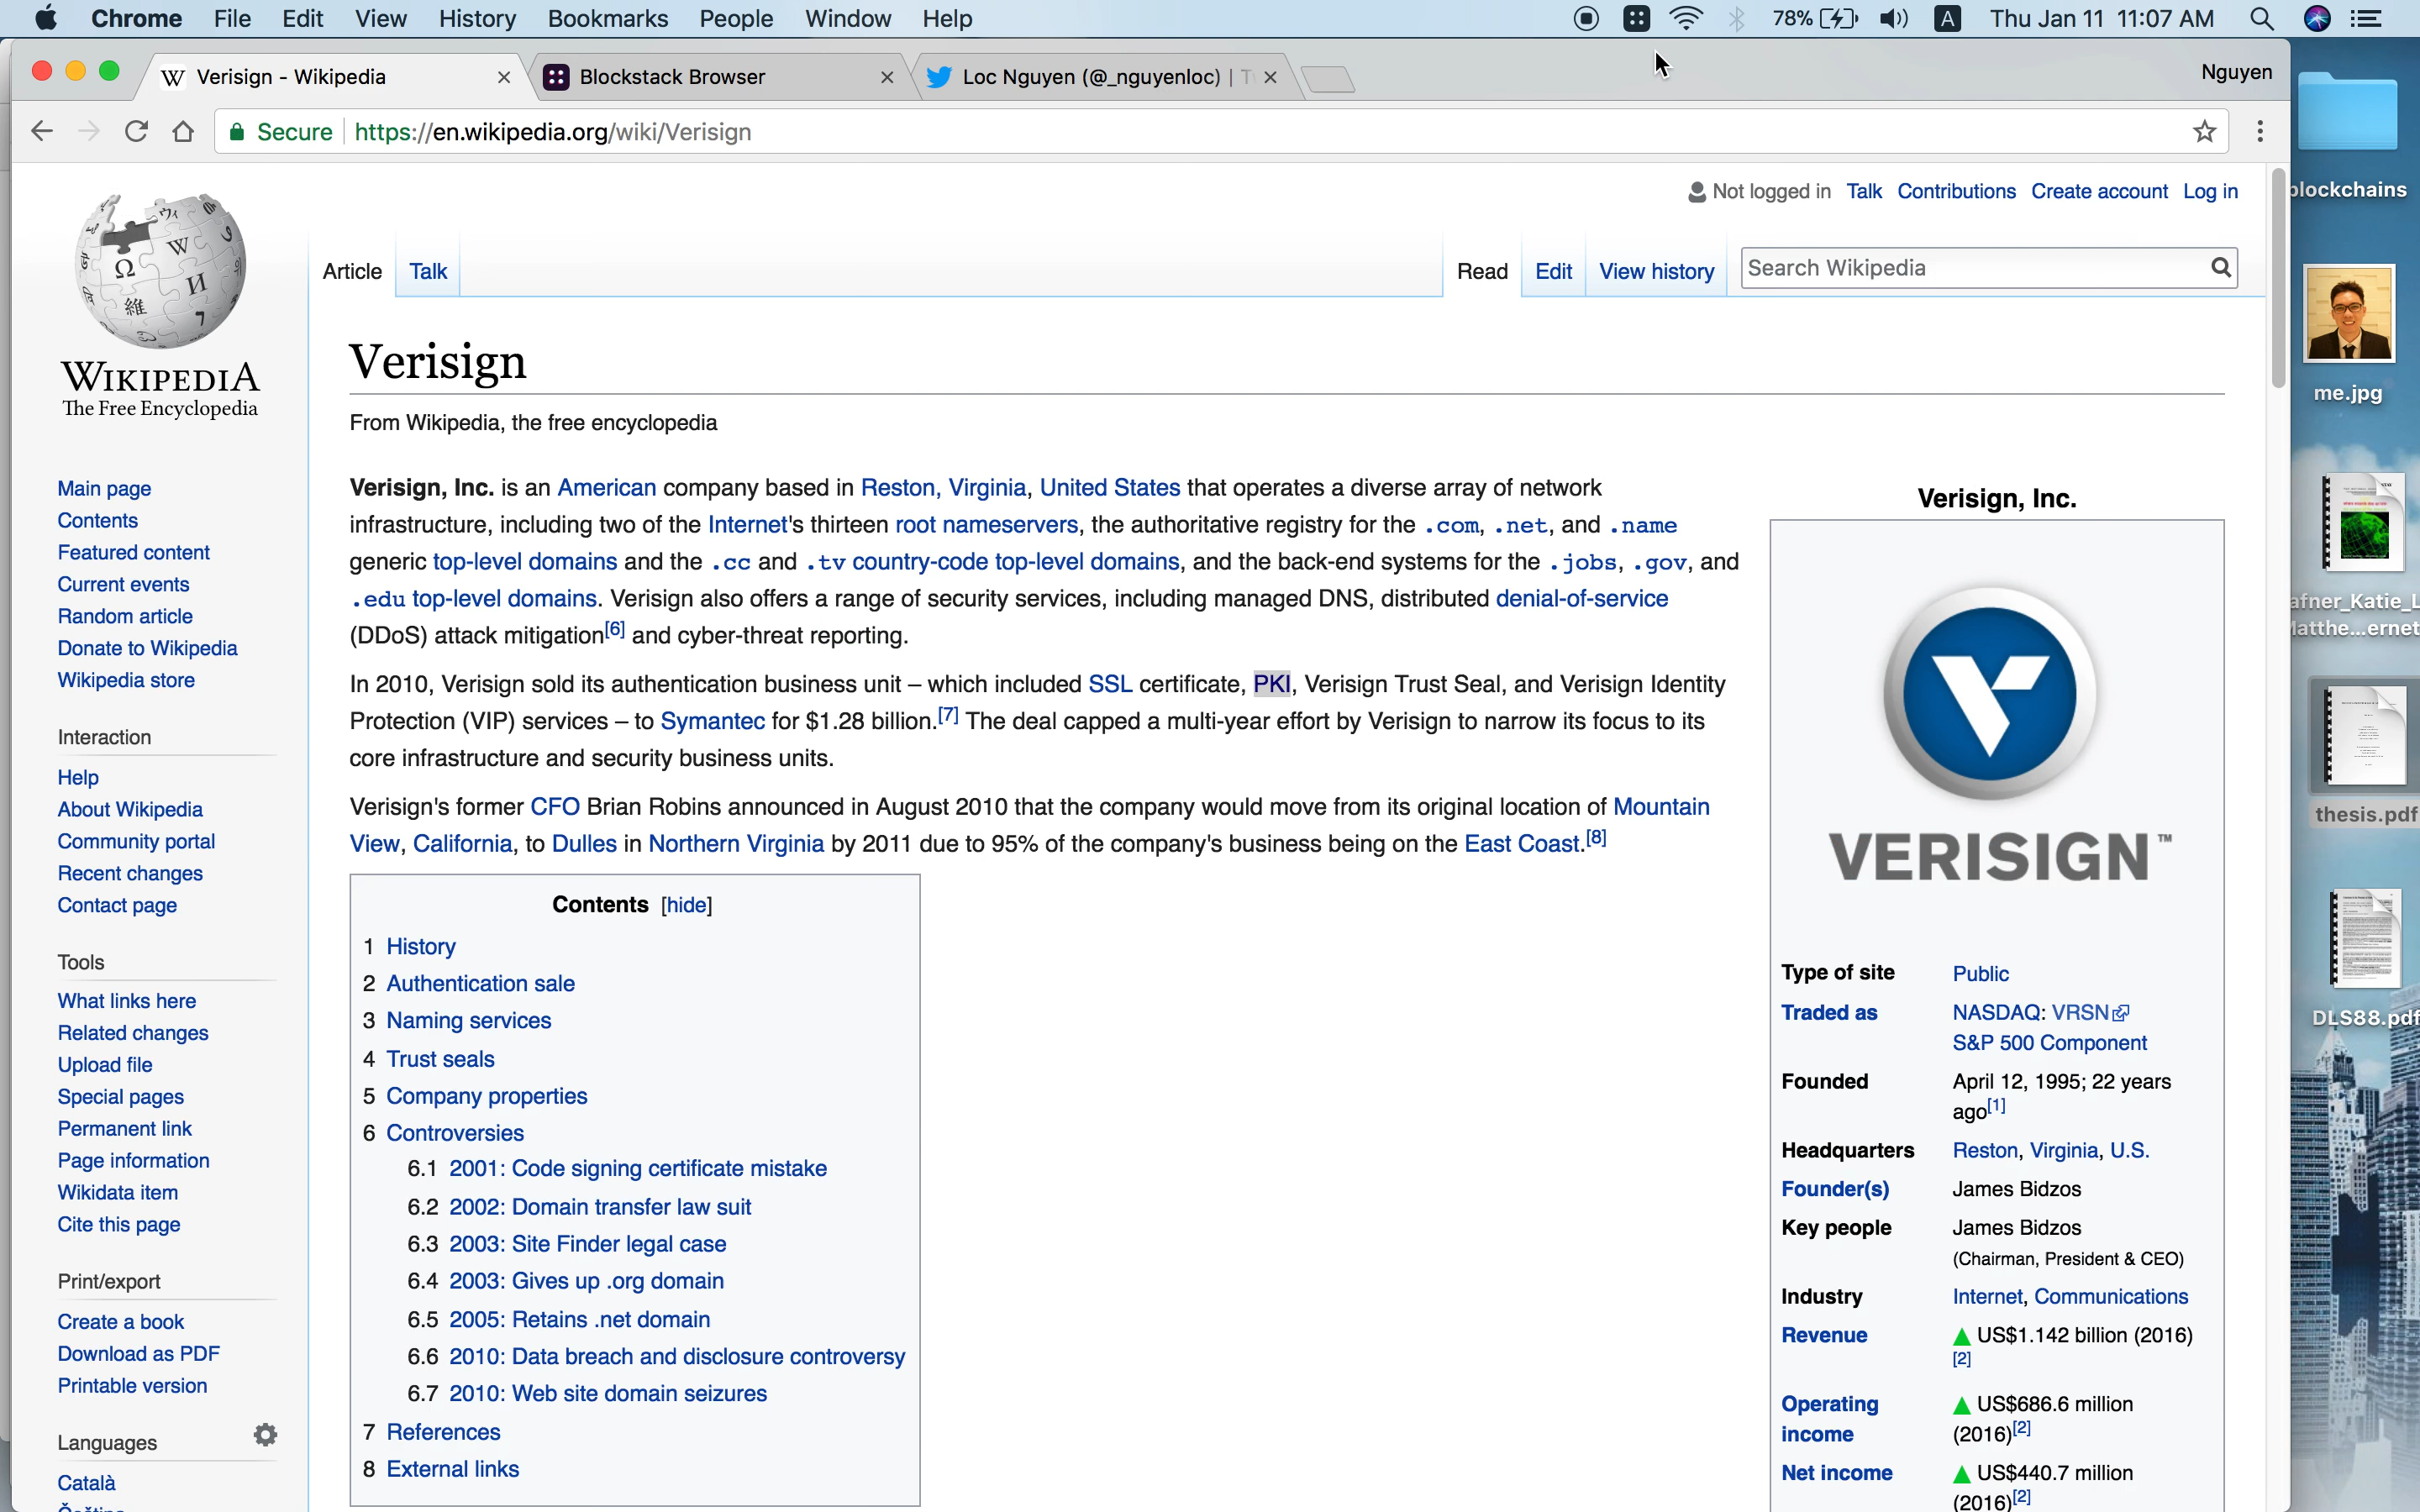 Chrome File Edit View History Bookmarks People Window Help 78% A Thu Jan 11 11:07 AM
W Verisign - Wikipedia Blockstack Browser Loc Nguyen (@_nguyenloc) | Nguyen
Secure https://en.wikipedia.org/wiki/Verisign
Not logged in Talk Contributions Create account Log in
Article Talk Read Edit View history Search Wikipedia
WIKIPEDIA
The Free Encyclopedia
Main page
Contents
Featured content
Current events
Random article
Donate to Wikipedia
Wikipedia store
Interaction
Help
About Wikipedia
Community portal
Recent changes
Contact page
Tools
What links here
Related changes
Upload file
Special pages
Permanent link
Page information
Wikidata item
Cite this page
Print/export
Create a book
Download as PDF
Printable version
Languages
Català
Verisign
From Wikipedia, the free encyclopedia
Verisign, Inc. is an American company based in Reston, Virginia, United States that operates a diverse array of network
infrastructure, including two of the Internet's thirteen root nameservers, the authoritative registry for the .com, .net, and .name
generic top-level domains and the .cc and .tv country-code top-level domains, and the back-end systems for the .jobs, .gov, and
.edu top-level domains. Verisign also offers a range of security services, including managed DNS, distributed denial-of-service
(DDoS) attack mitigation[6] and cyber-threat reporting.
In 2010, Verisign sold its authentication business unit – which included SSL certificate, PKI, Verisign Trust Seal, and Verisign Identity
Protection (VIP) services – to Symantec for $1.28 billion.[7] The deal capped a multi-year effort by Verisign to narrow its focus to its
core infrastructure and security business units.
Verisign's former CFO Brian Robins announced in August 2010 that the company would move from its original location of Mountain
View, California, to Dulles in Northern Virginia by 2011 due to 95% of the company's business being on the East Coast.[8]
Contents [hide]
1 History
2 Authentication sale
3 Naming services
4 Trust seals
5 Company properties
6 Controversies
6.1 2001: Code signing certificate mistake
6.2 2002: Domain transfer law suit
6.3 2003: Site Finder legal case
6.4 2003: Gives up .org domain
6.5 2005: Retains .net domain
6.6 2010: Data breach and disclosure controversy
6.7 2010: Web site domain seizures
7 References
8 External links
Verisign, Inc.
VERISIGN™
Type of site Public
Traded as NASDAQ: VRSN
S&P 500 Component
Founded April 12, 1995; 22 years
ago[1]
Headquarters Reston, Virginia, U.S.
Founder(s) James Bidzos
Key people James Bidzos
(Chairman, President & CEO)
Industry Internet, Communications
Revenue ▲ US$1.142 billion (2016)
[2]
Operating ▲ US$686.6 million
income (2016)[2]
Net income ▲ US$440.7 million
(2016)[2]
blockchains
me.jpg
afner_Katie_L
Matthe...ernet
thesis.pdf
DLS88.pdf